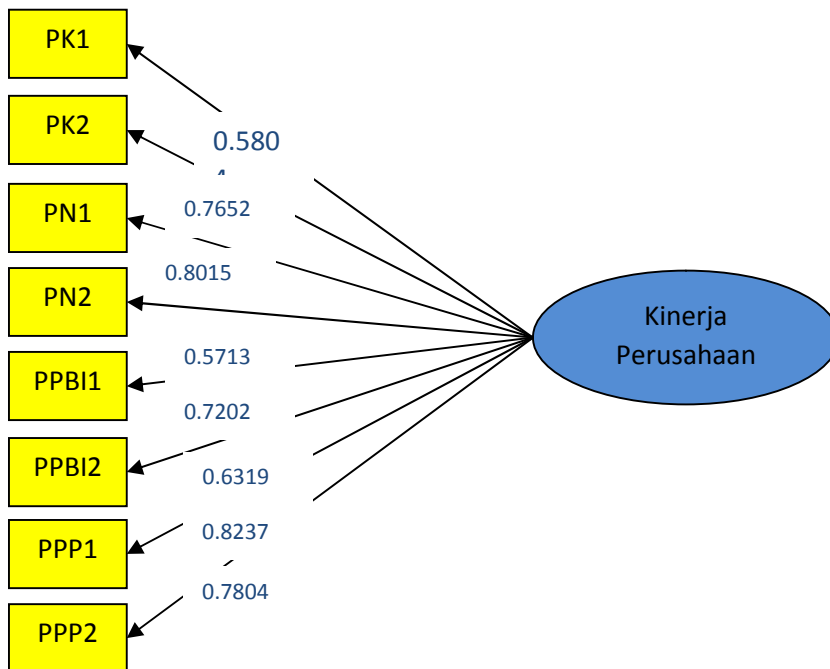 PK1
PK2
PN1
PN2
PPBI1
PPBI2
PPP1
PPP2
0.580
0.7652
0.8015
0.5713
0.7202
0.6319
0.8237
0.7804
Kinerja
Perusahaan